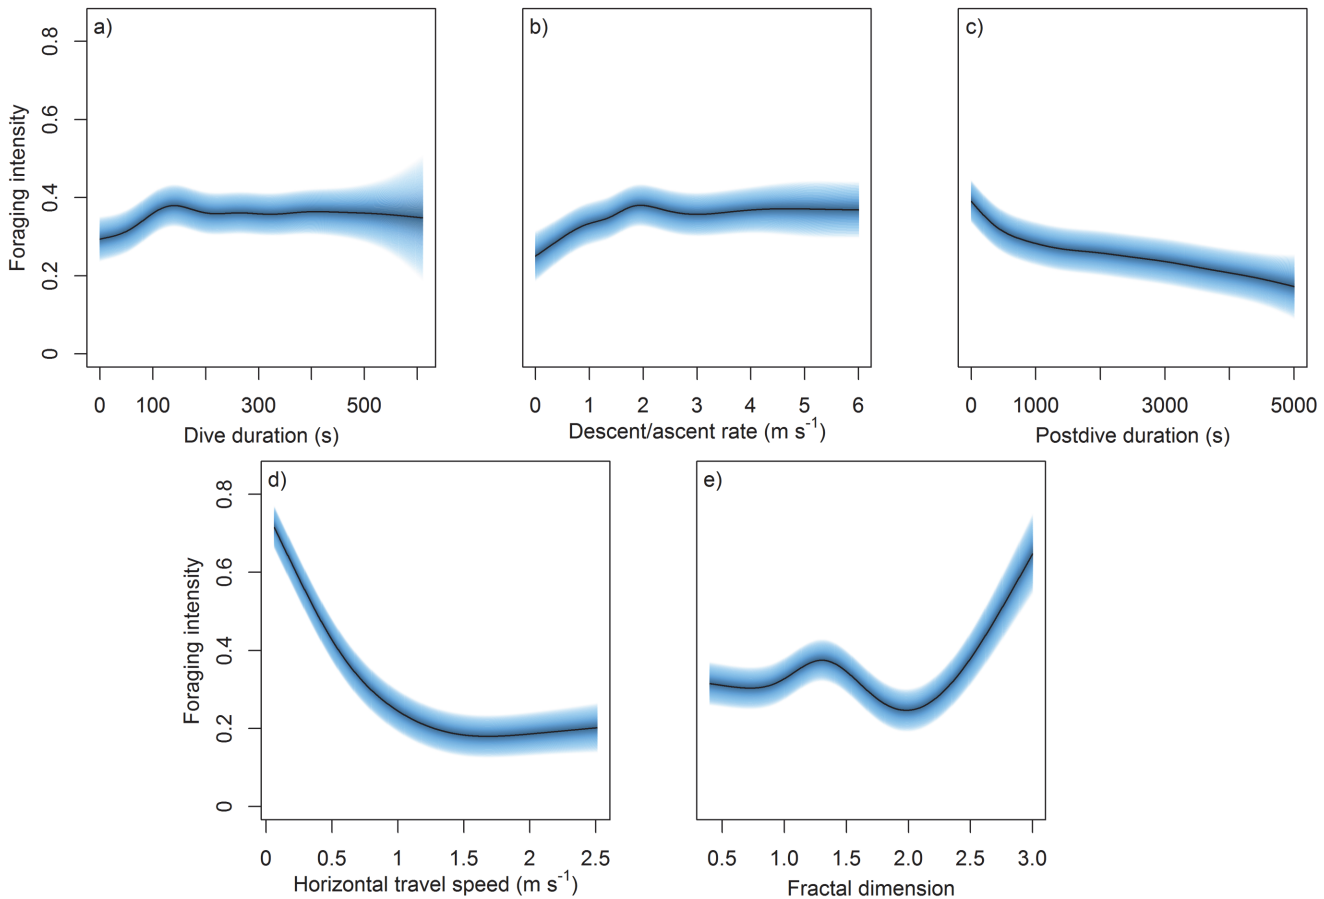 a)
b)
c)
Foraging intensity
0.8
0.6
0.4
0.2
0
0 100 300 500
0 1 2 3 4 5 6
0 1000 3000 5000
Dive duration (s)
Descent/ascent rate (m s⁻¹)
Postdive duration (s)
d)
e)
Foraging intensity
0.8
0.6
0.4
0.2
0
0 0.5 1 1.5 2 2.5
0.5 1.0 1.5 2.0 2.5 3.0
Horizontal travel speed (m s⁻¹)
Fractal dimension